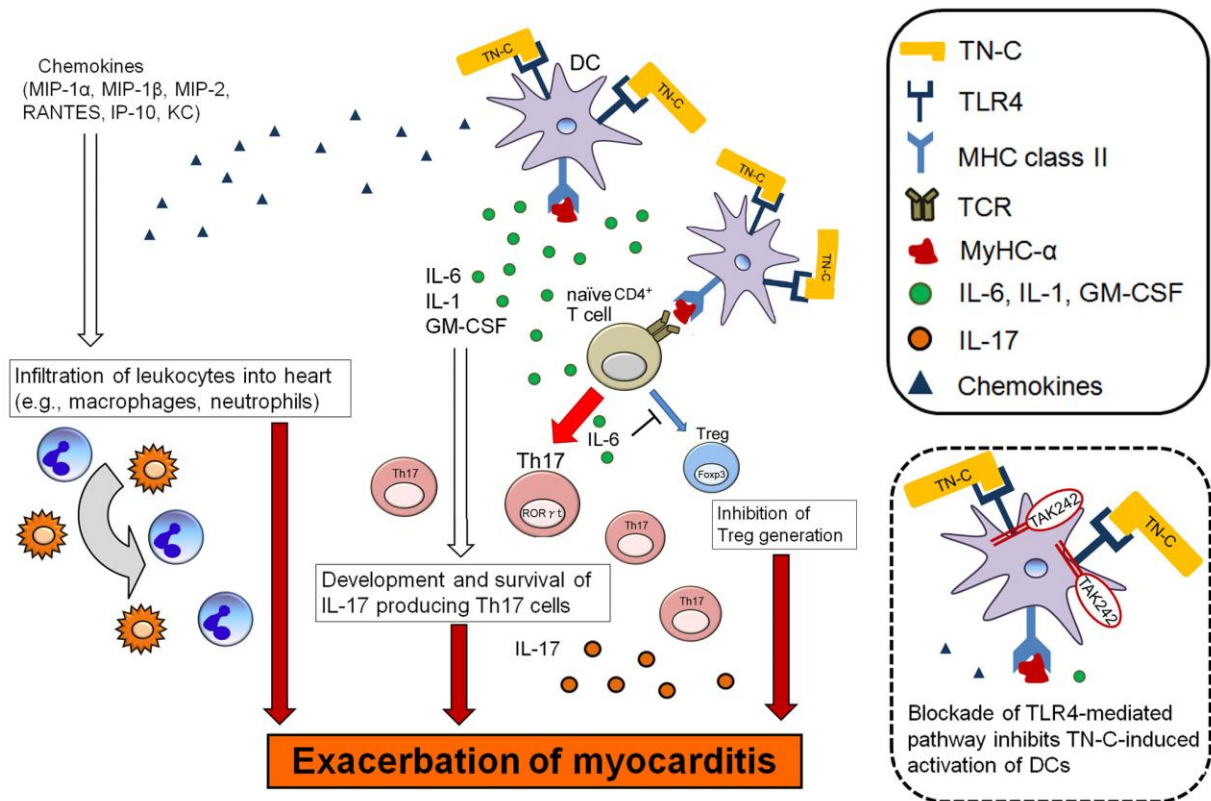 Chemokines
(MIP-1α, MIP-1β, MIP-2,
RANTES, IP-10, KC)
Infiltration of leukocytes into heart
(e.g., macrophages, neutrophils)
TN-C
DC
TN-C
TN-C
TN-C
IL-6
IL-1
GM-CSF
naïve CD4⁺
T cell
IL-6
Treg
Foxp3
Th17
Th17
RORγt
Th17
Th17
Inhibition of
Treg generation
Development and survival of
IL-17 producing Th17 cells
IL-17
Exacerbation of myocarditis
TN-C
TLR4
MHC class II
TCR
MyHC-α
IL-6, IL-1, GM-CSF
IL-17
Chemokines
TN-C
TAK242
TN-C
TAK242
Blockade of TLR4-mediated
pathway inhibits TN-C-induced
activation of DCs